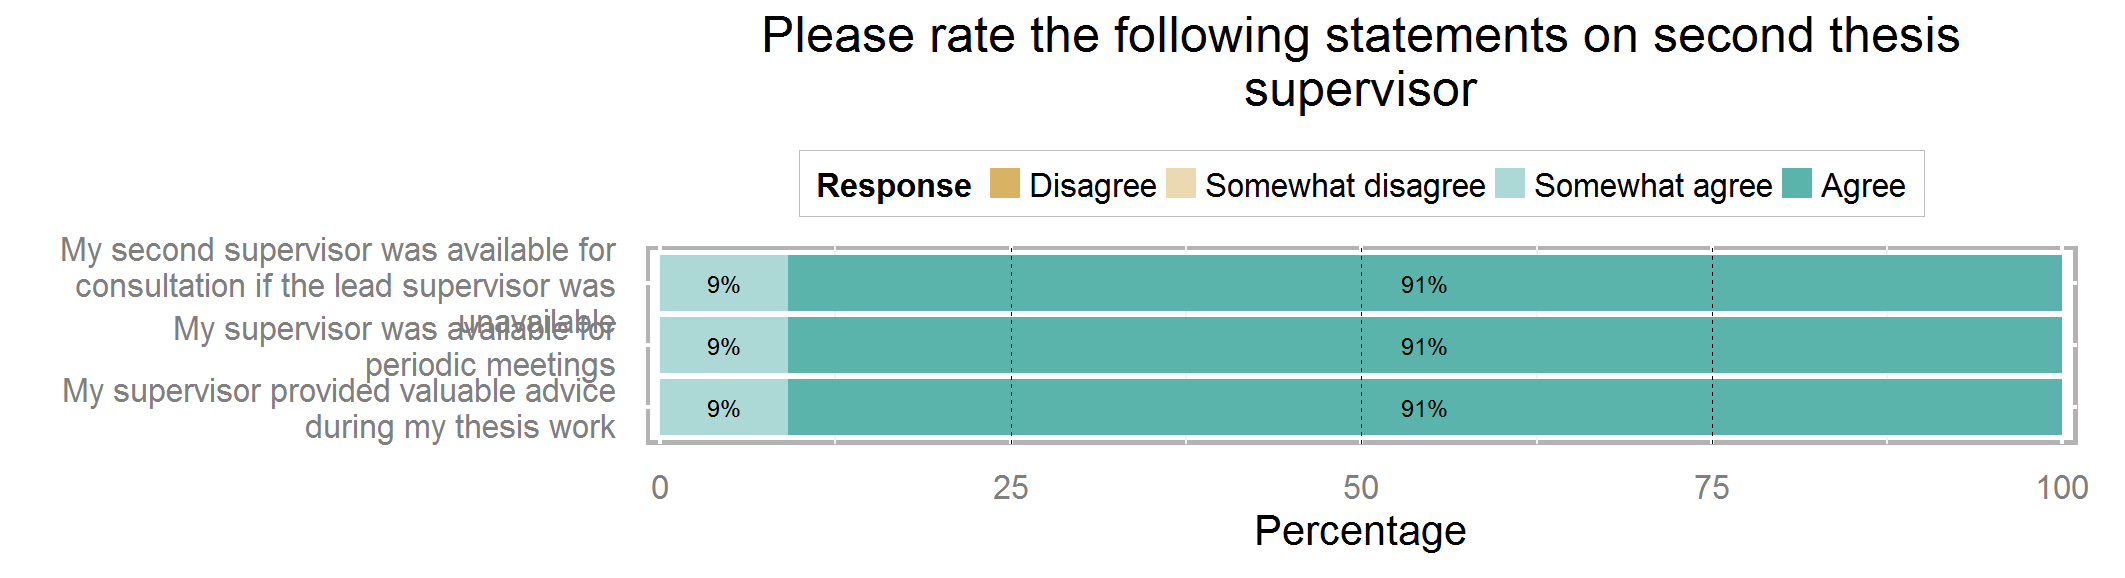 Please rate the following statements on second thesis
supervisor
Response Disagree Somewhat disagree Somewhat agree Agree
My second supervisor was available for
consultation if the lead supervisor was
unavailable
9% 91%
My supervisor was available for
periodic meetings
9% 91%
My supervisor provided valuable advice
during my thesis work
9% 91%
0 25 50 75 100
Percentage